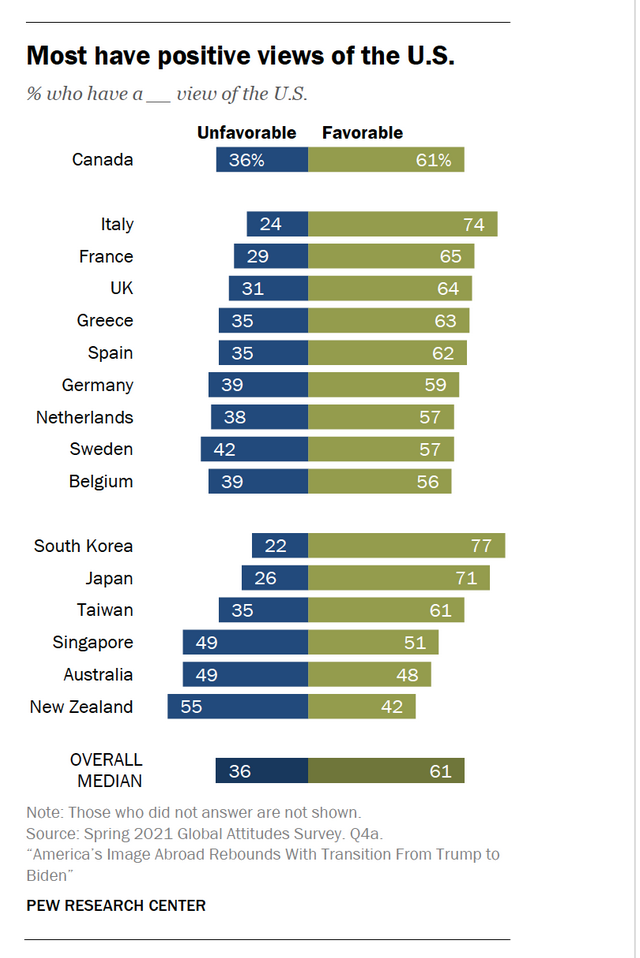 Most have positive views of the U.S.
% who have a __ view of the U.S.
Unfavorable Favorable
Canada 36% 61%
Italy 24 74
France 29 65
UK 31 64
Greece 35 63
Spain 35 62
Germany 39 59
Netherlands 38 57
Sweden 42 57
Belgium 39 56
South Korea 22 77
Japan 26 71
Taiwan 35 61
Singapore 49 51
Australia 49 48
New Zealand 55 42
OVERALL
MEDIAN 36 61
Note: Those who did not answer are not shown.
Source: Spring 2021 Global Attitudes Survey. Q4a.
“America’s Image Abroad Rebounds With Transition From Trump to
Biden”
PEW RESEARCH CENTER